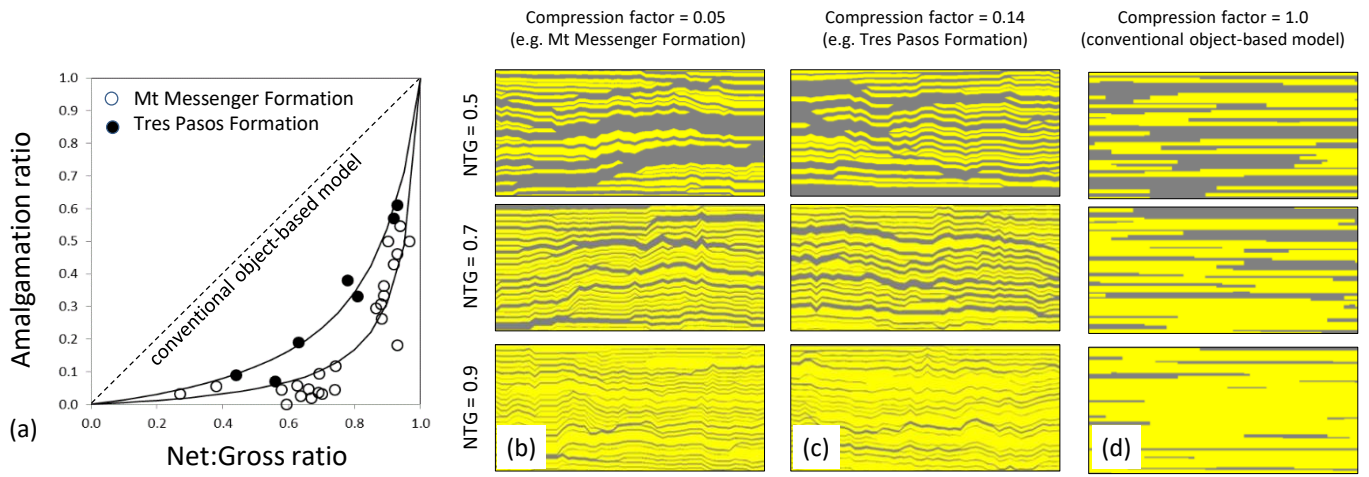 Compression factor = 0.05
(e.g. Mt Messenger Formation)
Compression factor = 0.14
(e.g. Tres Pasos Formation)
Compression factor = 1.0
(conventional object-based model)
1.0
0.9
0.8
0.7
0.6
0.5
0.4
0.3
0.2
0.1
0.0
Amalgamation ratio
Mt Messenger Formation
Tres Pasos Formation
conventional object-based model
0.0
0.2
0.4
0.6
0.8
1.0
Net:Gross ratio
(a)
NTG = 0.5
NTG = 0.7
NTG = 0.9
(b)
(c)
(d)